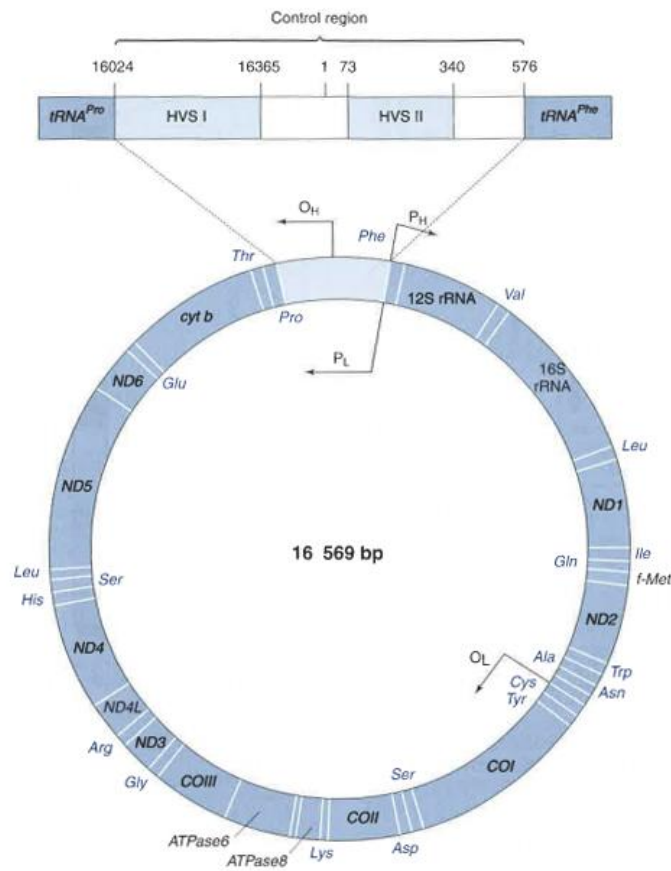 Control region
16024 16365 1 73 340 576
tRNAPro HVS I HVS II tRNAPhe
OH
PH
Phe
Thr
12S rRNA
Val
cyt b
Pro
PL
16S
rRNA
ND6
Glu
Leu
ND5
ND1
16 569 bp
Ile
Gln
Leu
Ser
f-Met
His
ND2
ND4
OL
Ala
Trp
Cys
Asn
Tyr
ND4L
ND3
Arg
COI
Gly
COIII
Ser
COII
ATPase6
ATPase8
Lys
Asp